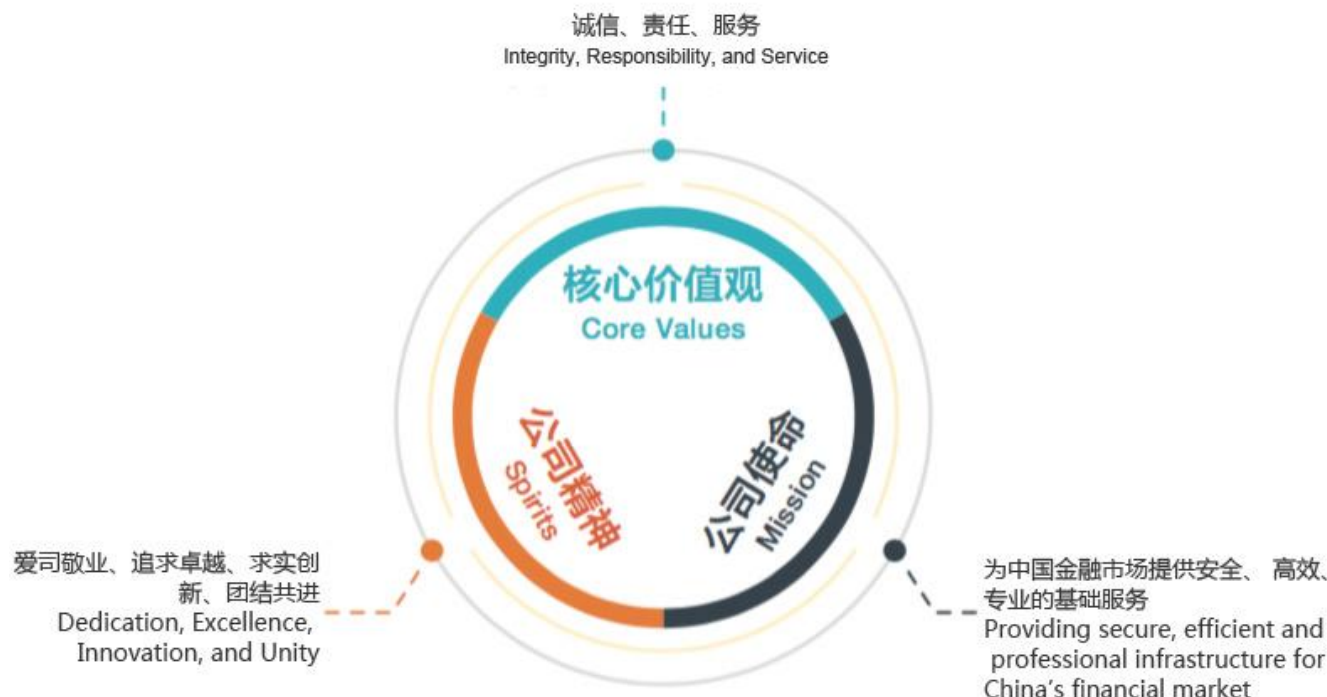 诚信、责任、服务
Integrity, Responsibility, and Service
核心价值观
Core Values
公司精神
Spirits
公司使命
Mission
爱司敬业、追求卓越、求实创
新、团结共进
Dedication, Excellence,
Innovation, and Unity
为中国金融市场提供安全、 高效、
专业的基础服务
Providing secure, efficient and
professional infrastructure for
China's financial market